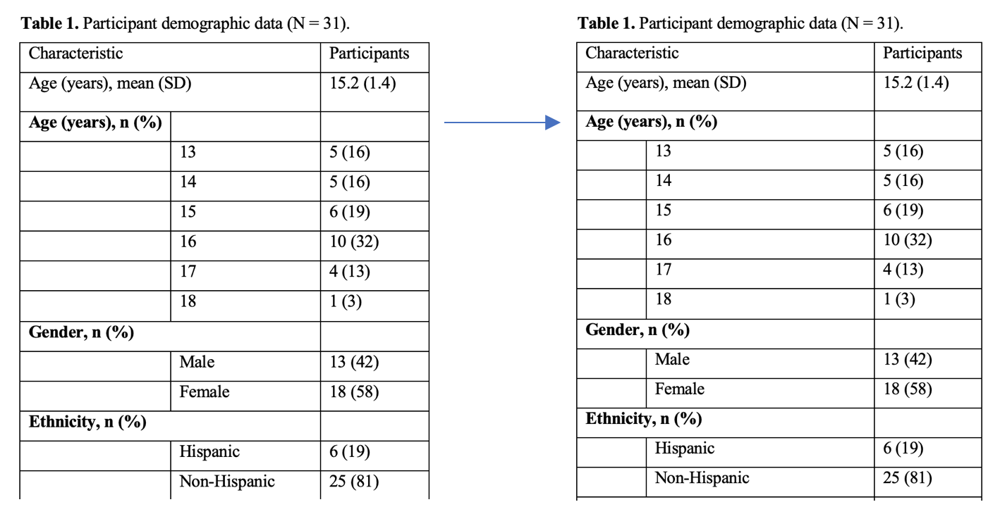 Table 1. Participant demographic data (N = 31).
Characteristic Participants
Age (years), mean (SD) 15.2 (1.4)
Age (years), n (%)
13 5 (16)
14 5 (16)
15 6 (19)
16 10 (32)
17 4 (13)
18 1 (3)
Gender, n (%)
Male 13 (42)
Female 18 (58)
Ethnicity, n (%)
Hispanic 6 (19)
Non-Hispanic 25 (81)
Table 1. Participant demographic data (N = 31).
Characteristic Participants
Age (years), mean (SD) 15.2 (1.4)
Age (years), n (%)
13 5 (16)
14 5 (16)
15 6 (19)
16 10 (32)
17 4 (13)
18 1 (3)
Gender, n (%)
Male 13 (42)
Female 18 (58)
Ethnicity, n (%)
Hispanic 6 (19)
Non-Hispanic 25 (81)